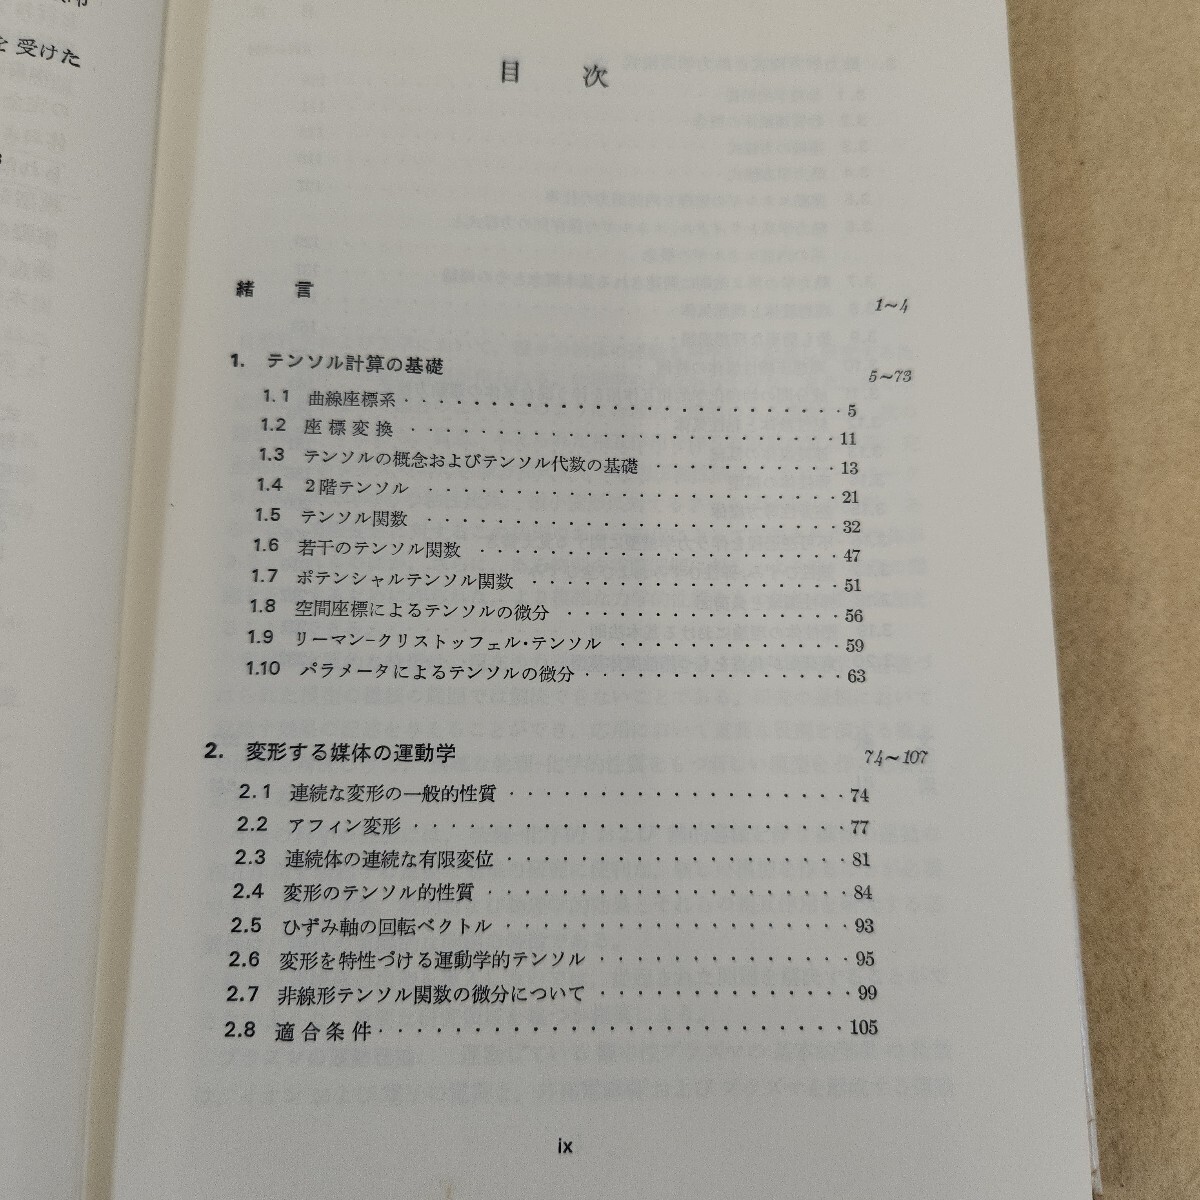 を受けた
目 次
緒 言 1～4
1. テンソル計算の基礎 5～73
1.1 曲線座標系 5
1.2 座標変換 11
1.3 テンソルの概念およびテンソル代数の基礎 13
1.4 2階テンソル 21
1.5 テンソル関数 32
1.6 若干のテンソル関数 47
1.7 ポテンシャルテンソル関数 51
1.8 空間座標によるテンソルの微分 56
1.9 リーマン-クリストッフェル・テンソル 59
1.10 パラメータによるテンソルの微分 63
2. 変形する媒体の運動学 74～107
2.1 連続な変形の一般的性質 74
2.2 アフィン変形 77
2.3 連続体の連続な有限変位 81
2.4 変形のテンソル的性質 84
2.5 ひずみ軸の回転ベクトル 93
2.6 変形を特性づける運動学的テンソル 95
2.7 非線形テンソル関数の微分について 99
2.8 適合条件 105
ix